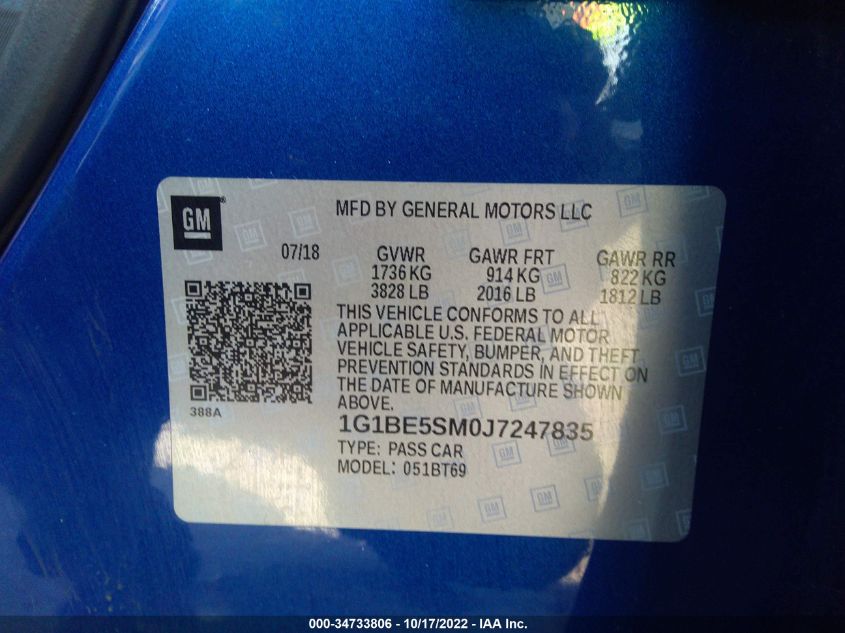 GM
MFD BY GENERAL MOTORS LLC
07/18 GVWR GAWR FRT GAWR RR
1736 KG 914 KG 822 KG
3828 LB 2016 LB 1812 LB
THIS VEHICLE CONFORMS TO ALL
APPLICABLE U.S. FEDERAL MOTOR
VEHICLE SAFETY, BUMPER, AND THEFT
PREVENTION STANDARDS IN EFFECT ON
THE DATE OF MANUFACTURE SHOWN
ABOVE.
388A
1G1BE5SM0J7247835
TYPE: PASS CAR
MODEL: 051BT69
000-34733806 - 10/17/2022 - IAA Inc.